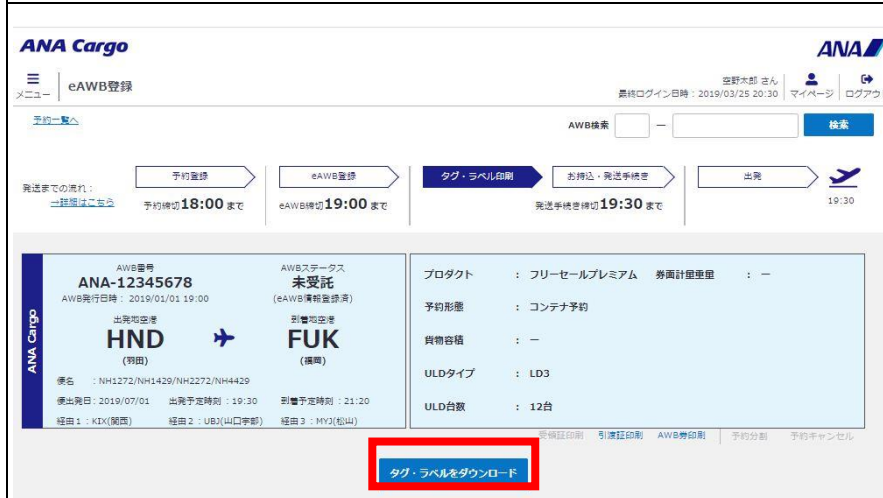 ANA Cargo
ANA
メニュー
eAWB登録
空野太郎 さん
最終ログイン日時：2019/03/25 20:30
マイページ
ログアウ
予約一覧へ
AWB検索
－
検索
発送までの流れ：
→詳細はこちら
予約登録
予約締切18:00 まで
eAWB登録
eAWB締切19:00 まで
タグ・ラベル印刷
お持込・発送手続き
発送手続き締切19:30 まで
出発
19:30
ANA Cargo
AWB番号
ANA-12345678
AWB発行日時： 2019/01/01 19:00
AWBステータス
未受託
(eAWB情報登録済)
出発地空港
HND
(羽田)
到着地空港
FUK
(福岡)
便名 ：NH1272/NH1429/NH2272/NH4429
便出発日：2019/07/01 出発予定時刻：19:30 到着予定時刻：21:20
経由1：KIX(関西) 経由2：UBJ(山口宇部) 経由3：MYJ(松山)
プロダクト ： フリーセールプレミアム 券面計量重量 ： －
予約形態 ： コンテナ予約
貨物容積 ： －
ULDタイプ ： LD3
ULD台数 ： 12台
受領証印刷 引渡証印刷 AWB券印刷 予約分割 予約キャンセル
タグ・ラベルをダウンロード